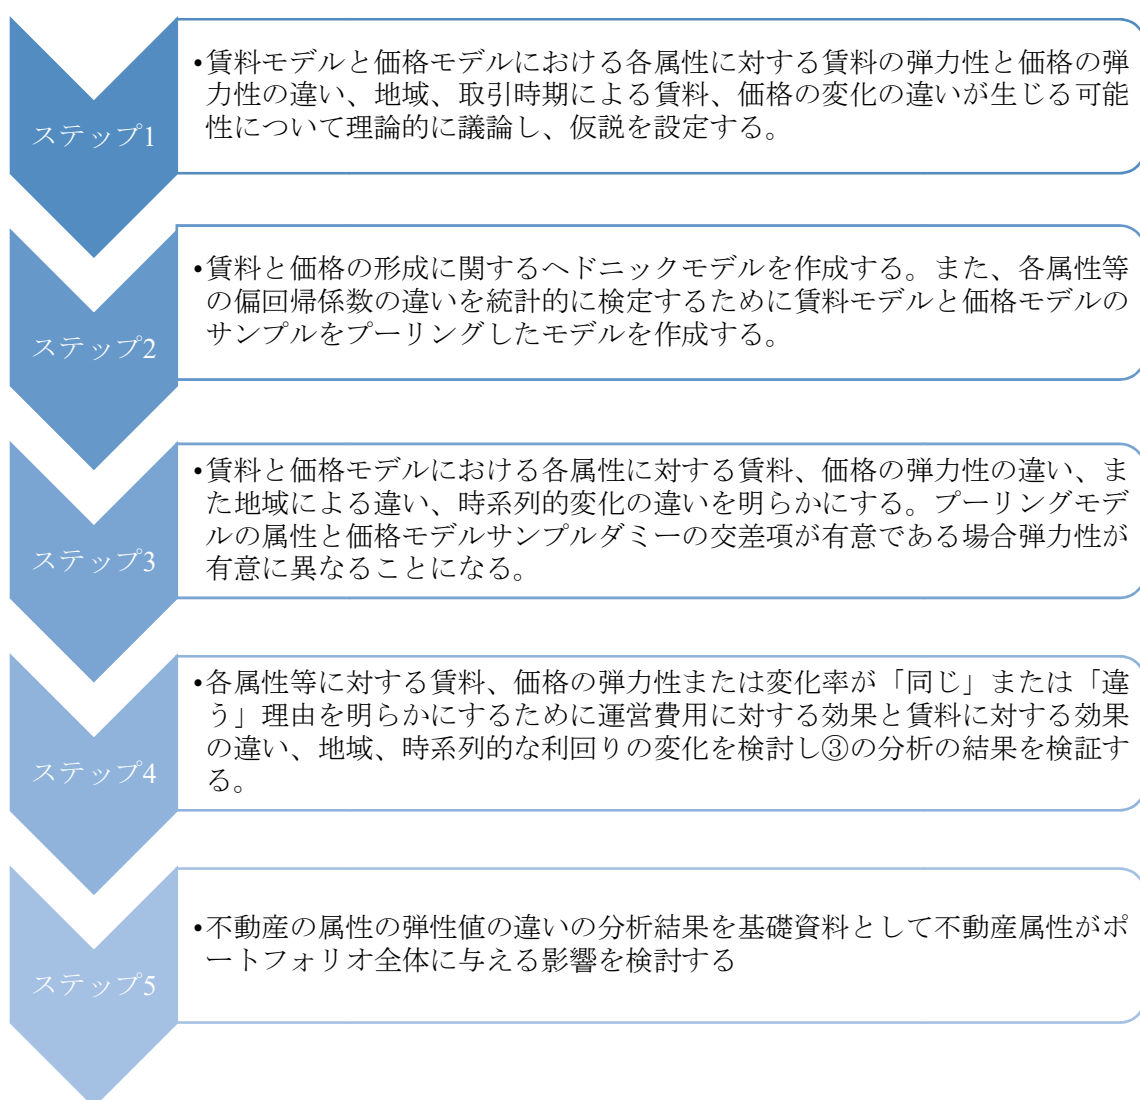 ステップ1
•賃料モデルと価格モデルにおける各属性に対する賃料の弾力性と価格の弾
力性の違い、地域、取引時期による賃料、価格の変化の違いが生じる可能
性について理論的に議論し、仮説を設定する。
ステップ2
•賃料と価格の形成に関するヘドニックモデルを作成する。また、各属性等
の偏回帰係数の違いを統計的に検定するために賃料モデルと価格モデルの
サンプルをプーリングしたモデルを作成する。
ステップ3
•賃料と価格モデルにおける各属性に対する賃料、価格の弾力性の違い、ま
た地域による違い、時系列的変化の違いを明らかにする。プーリングモデ
ルの属性と価格モデルサンプルダミーの交差項が有意である場合弾力性が
有意に異なることになる。
ステップ4
•各属性等に対する賃料、価格の弾力性または変化率が「同じ」または「違
う」理由を明らかにするために運営費用に対する効果と賃料に対する効果
の違い、地域、時系列的な利回りの変化を検討し③の分析の結果を検証す
る。
ステップ5
•不動産の属性の弾性値の違いの分析結果を基礎資料として不動産属性がポ
ートフォリオ全体に与える影響を検討する